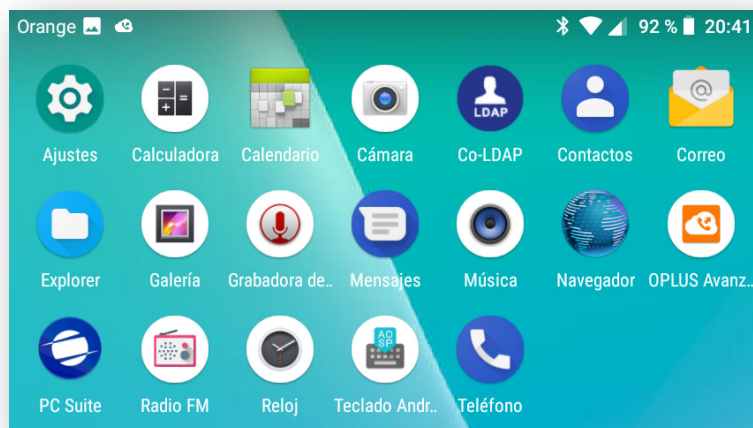 Orange 92 % 20:41
LDAP @
Ajustes Calculadora Calendario Cámara Co-LDAP Contactos Correo
Explorer Galería Grabadora de.. Mensajes Música Navegador OPLUS Avanz..
AO
SP
PC Suite Radio FM Reloj Teclado Andr.. Teléfono